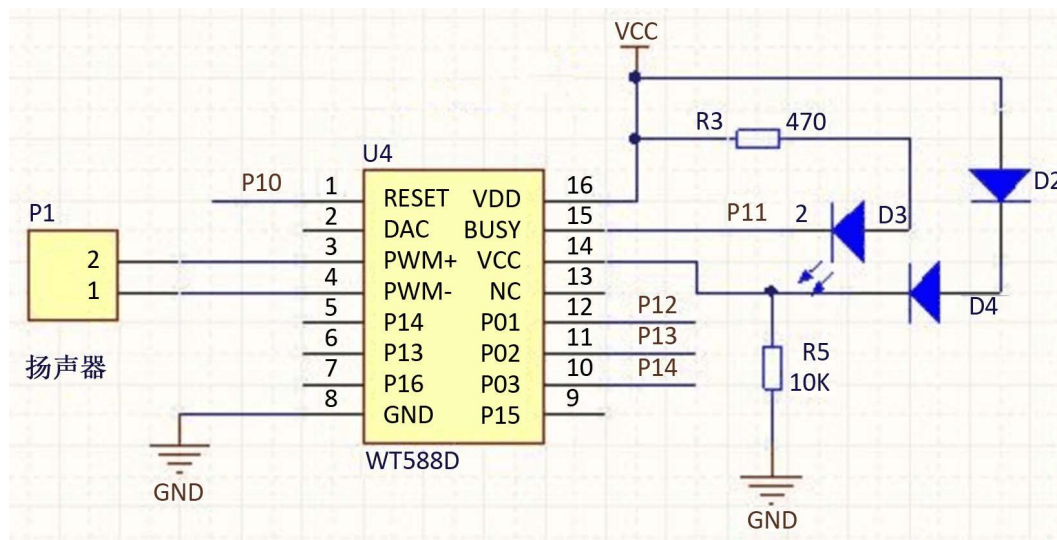 VCC
R3 470
U4
P10 1 RESET VDD 16
P1
2 DAC BUSY 15 P11 2 D3
D2
2 3 PWM+ VCC 14
1 4 PWM- NC 13
D4
5 P14 P01 12 P12
6 P13 P02 11 P13
7 P16 P03 10 P14
8 GND P15 9
R5
10K
扬声器
WT588D
GND
GND